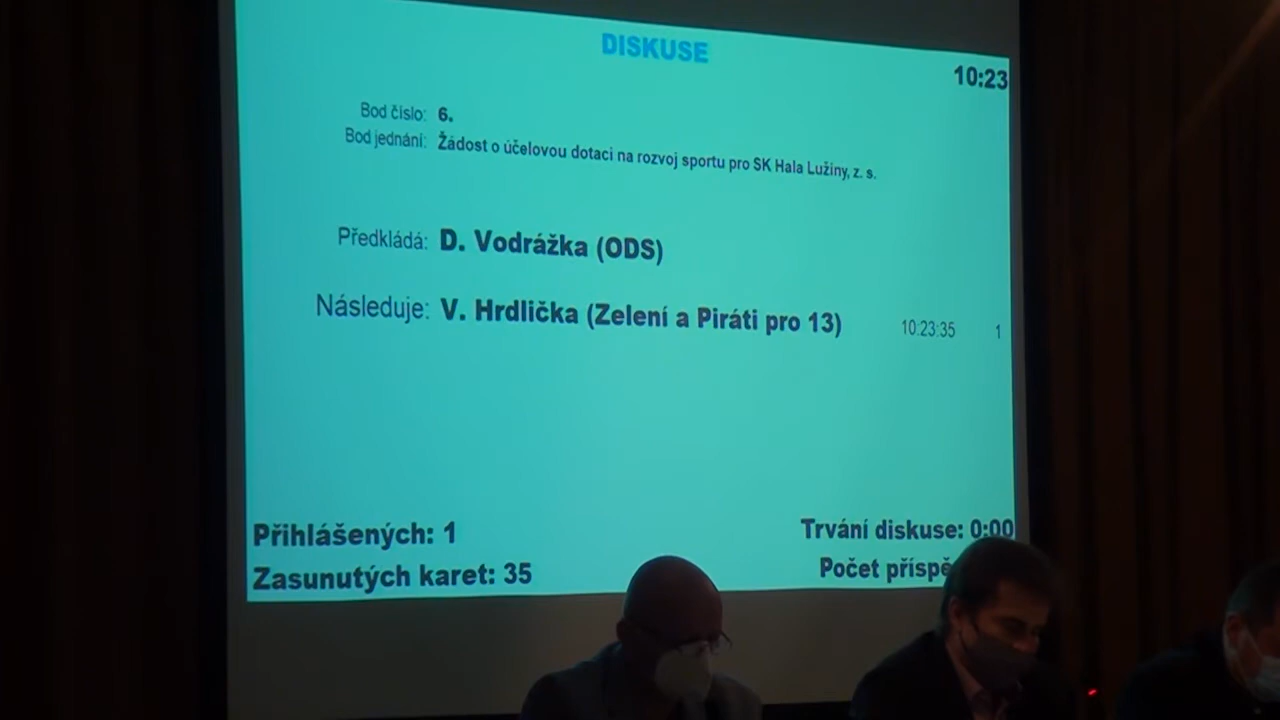 DISKUSE
10:23
Bod číslo: 6.
Bod jednání: Žádost o účelovou dotaci na rozvoj sportu pro SK Hala Lužiny, z. s.
Předkládá: D. Vodrážka (ODS)
Následuje: V. Hrdlička (Zelení a Piráti pro 13) 10:23:35 1
Přihlášených: 1
Trvání diskuse: 0:00
Zasunutých karet: 35
Počet